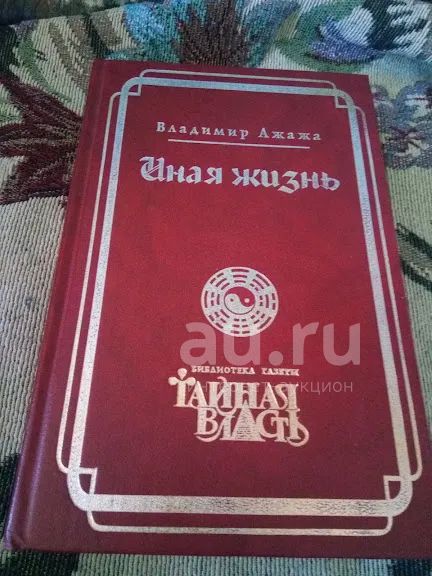 Владимир Ажажа
Иная жизнь
au.ru
БИБЛИОТЕКА ГАЗЕТЫ
ТАЙНАЯ
ВЛАСТЬ